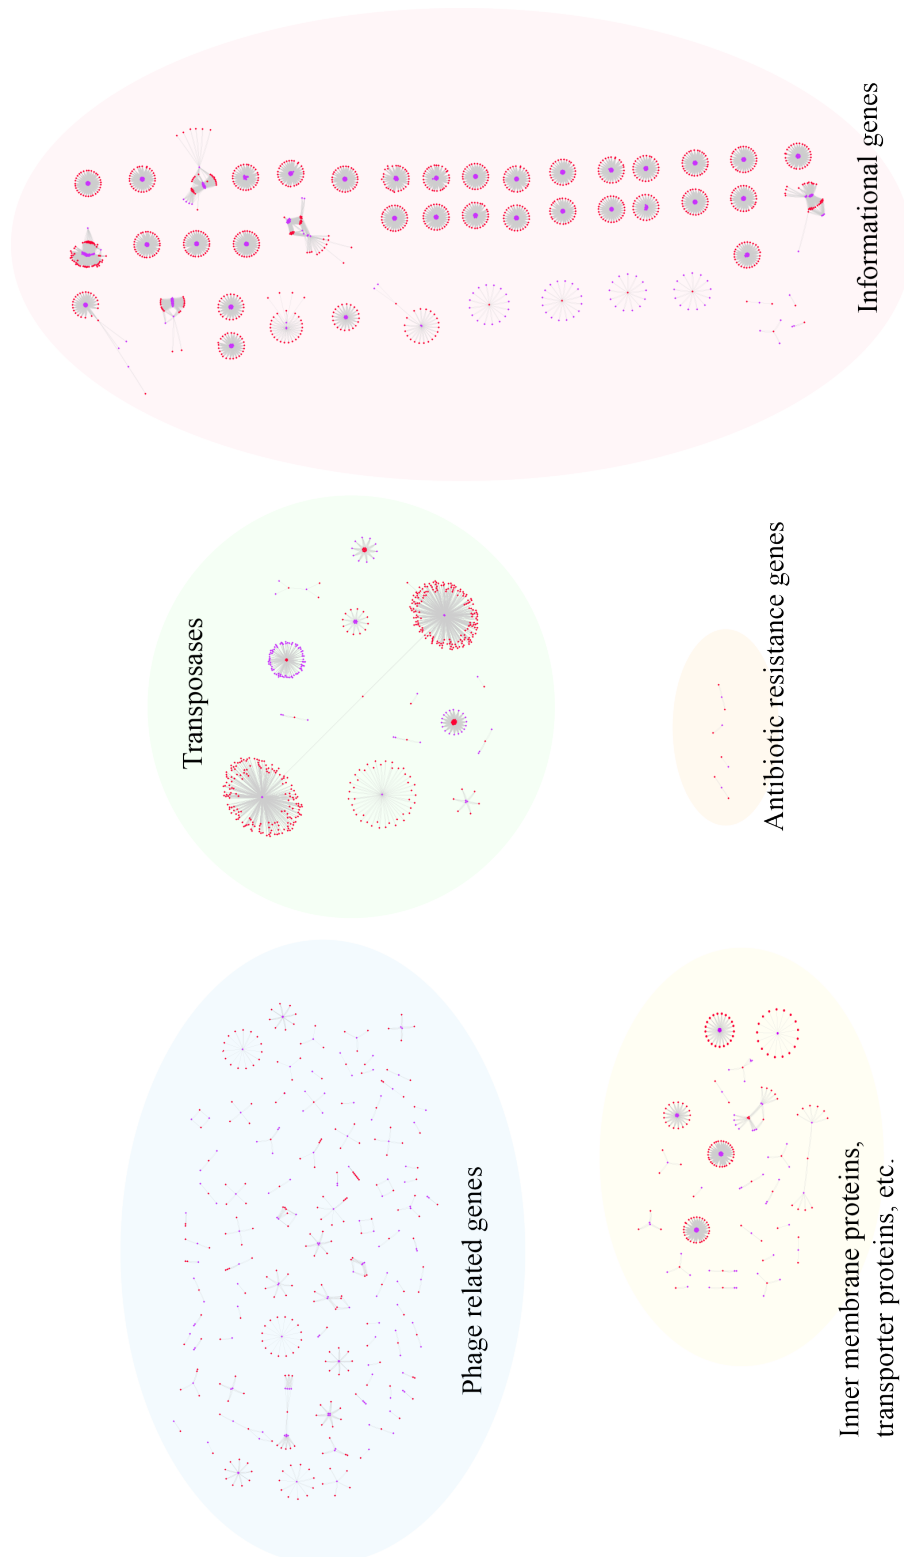 Informational genes
Transposases
Antibiotic resistance genes
Phage related genes
Inner membrane proteins,
transporter proteins, etc.